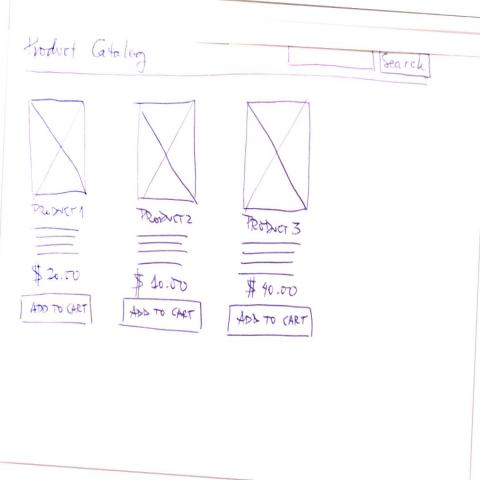 Product Catalog
Search
PRODUCT 1
PRODUCT 2
PRODUCT 3
$ 20.00
$ 10.00
$ 40.00
ADD TO CART
ADD TO CART
ADD TO CART